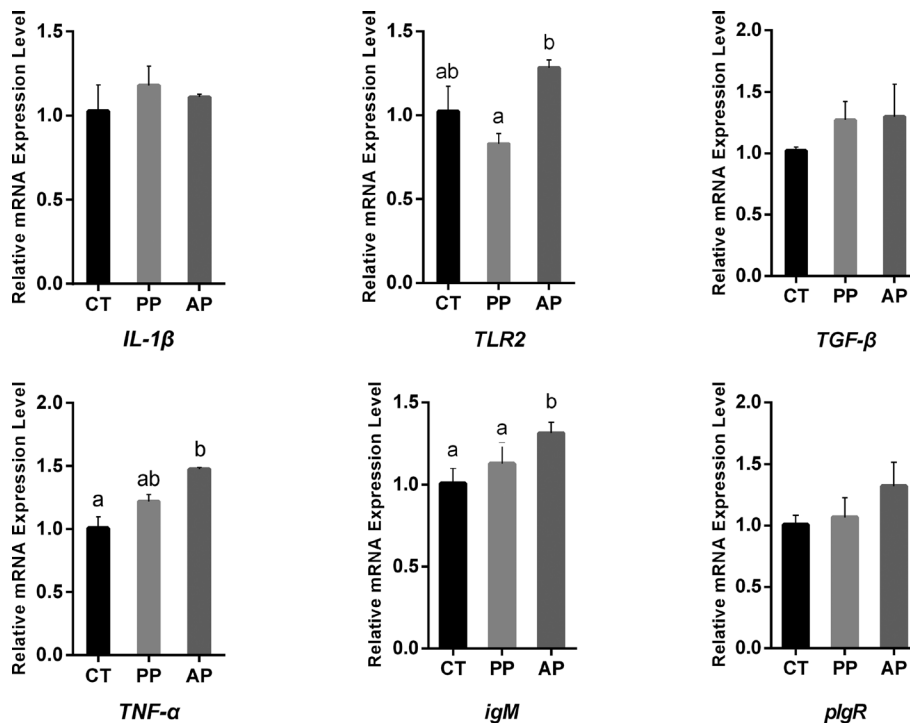 Relative mRNA Expression Level
1.5
1.0
0.5
0.0
CT PP AP
IL-1β
Relative mRNA Expression Level
1.5
1.0
0.5
0.0
ab
a
b
CT PP AP
TLR2
Relative mRNA Expression Level
2.0
1.5
1.0
0.5
0.0
CT PP AP
TGF-β
Relative mRNA Expression Level
2.0
1.5
1.0
0.5
0.0
a
ab
b
CT PP AP
TNF-α
Relative mRNA Expression Level
1.5
1.0
0.5
0.0
a
a
b
CT PP AP
igM
Relative mRNA Expression Level
2.0
1.5
1.0
0.5
0.0
CT PP AP
pIgR